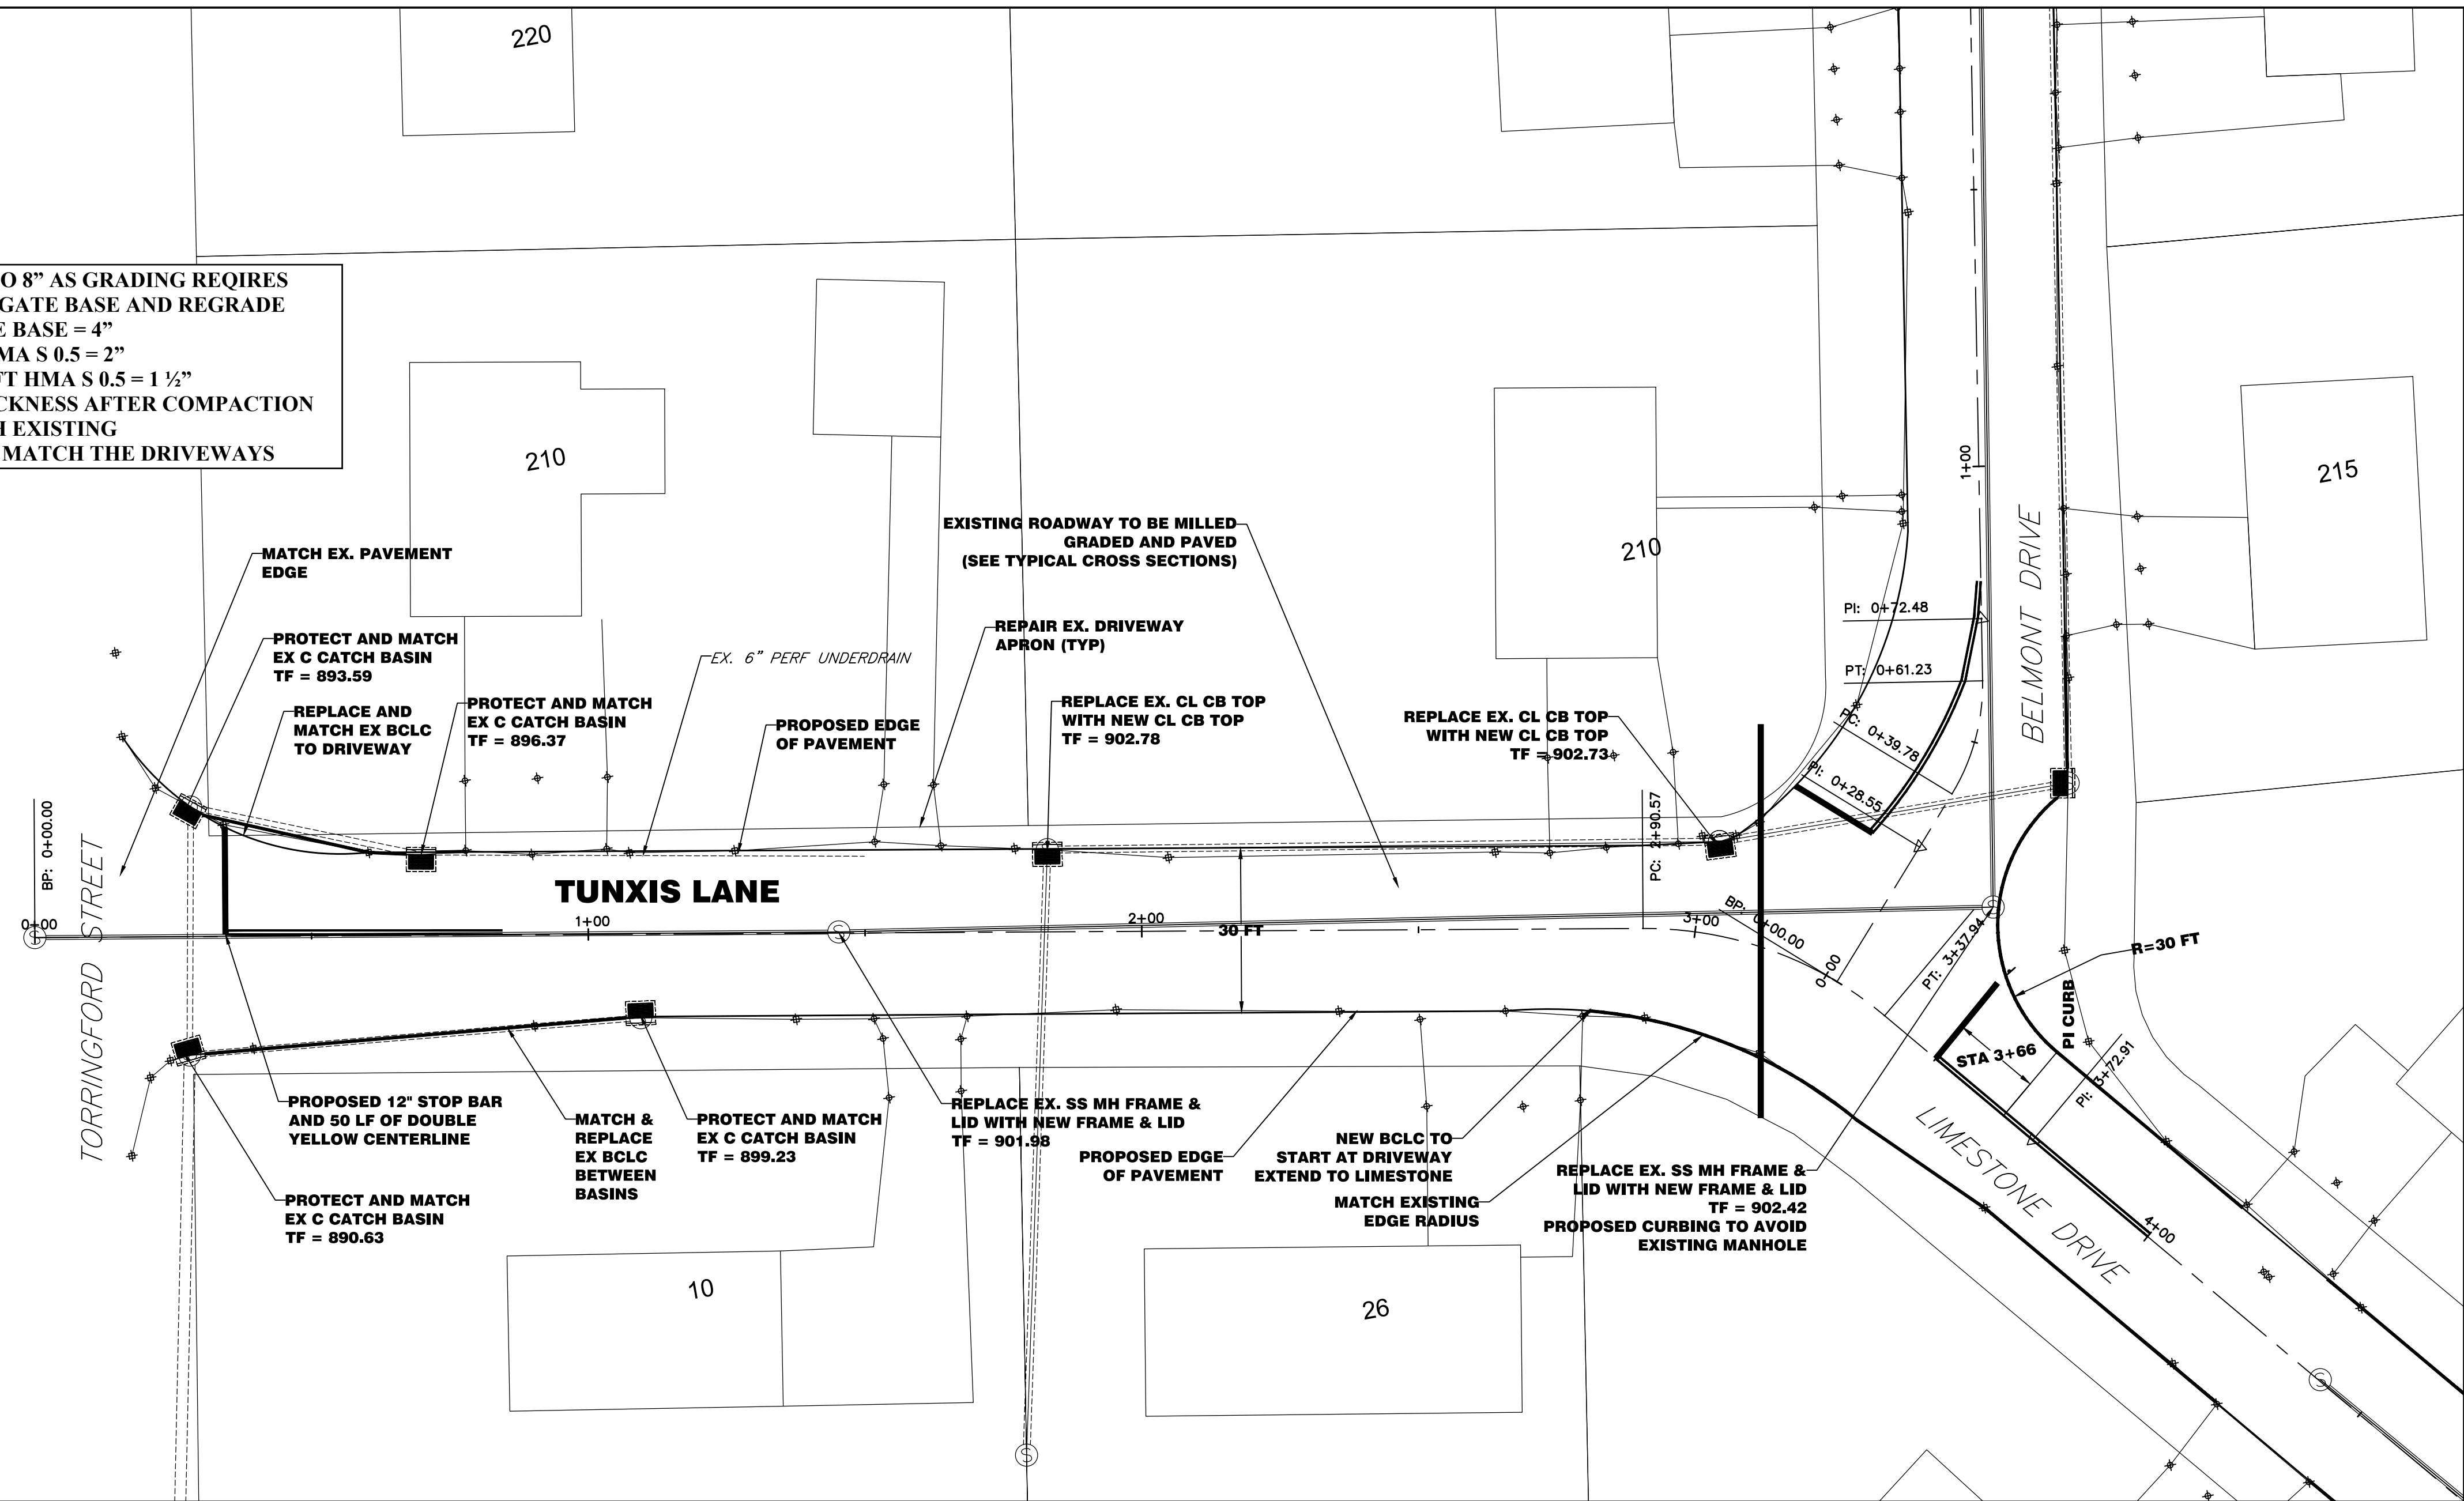 220
O 8” AS GRADING REQIRES
GATE BASE AND REGRADE
E BASE = 4”
MA S 0.5 = 2”
FT HMA S 0.5 = 1 ½”
CKNESS AFTER COMPACTION
H EXISTING
MATCH THE DRIVEWAYS
210
210
215
1+00
BELMONT DRIVE
EXISTING ROADWAY TO BE MILLED
GRADED AND PAVED
(SEE TYPICAL CROSS SECTIONS)
MATCH EX. PAVEMENT
EDGE
PROTECT AND MATCH
EX C CATCH BASIN
TF = 893.59
REPLACE AND
MATCH EX BCLC
TO DRIVEWAY
PROTECT AND MATCH
EX C CATCH BASIN
TF = 896.37
EX. 6” PERF UNDERDRAIN
PROPOSED EDGE
OF PAVEMENT
REPAIR EX. DRIVEWAY
APRON (TYP)
REPLACE EX. CL CB TOP
WITH NEW CL CB TOP
TF = 902.78
REPLACE EX. CL CB TOP
WITH NEW CL CB TOP
TF = 902.73
PI: 0+72.48
PT: 0+61.23
PC: 0+39.78
PI: 0+28.55
PC: 2+90.57
BP: 0+00.00
TORRINGFORD STREET
TUNXIS LANE
0+00
1+00
2+00
3+00
30 FT
BP: 0+00.00
0+00
PT: 3+37.94
R=30 FT
PI CURB
STA 3+66
PI: 3+72.91
LIMESTONE DRIVE
4+00
S
S
S
S
S
PROPOSED 12" STOP BAR
AND 50 LF OF DOUBLE
YELLOW CENTERLINE
PROTECT AND MATCH
EX C CATCH BASIN
TF = 890.63
MATCH &
REPLACE
EX BCLC
BETWEEN
BASINS
PROTECT AND MATCH
EX C CATCH BASIN
TF = 899.23
REPLACE EX. SS MH FRAME &
LID WITH NEW FRAME & LID
TF = 901.98
PROPOSED EDGE
OF PAVEMENT
NEW BCLC TO
START AT DRIVEWAY
EXTEND TO LIMESTONE
MATCH EXISTING
EDGE RADIUS
REPLACE EX. SS MH FRAME &
LID WITH NEW FRAME & LID
TF = 902.42
PROPOSED CURBING TO AVOID
EXISTING MANHOLE
10
26